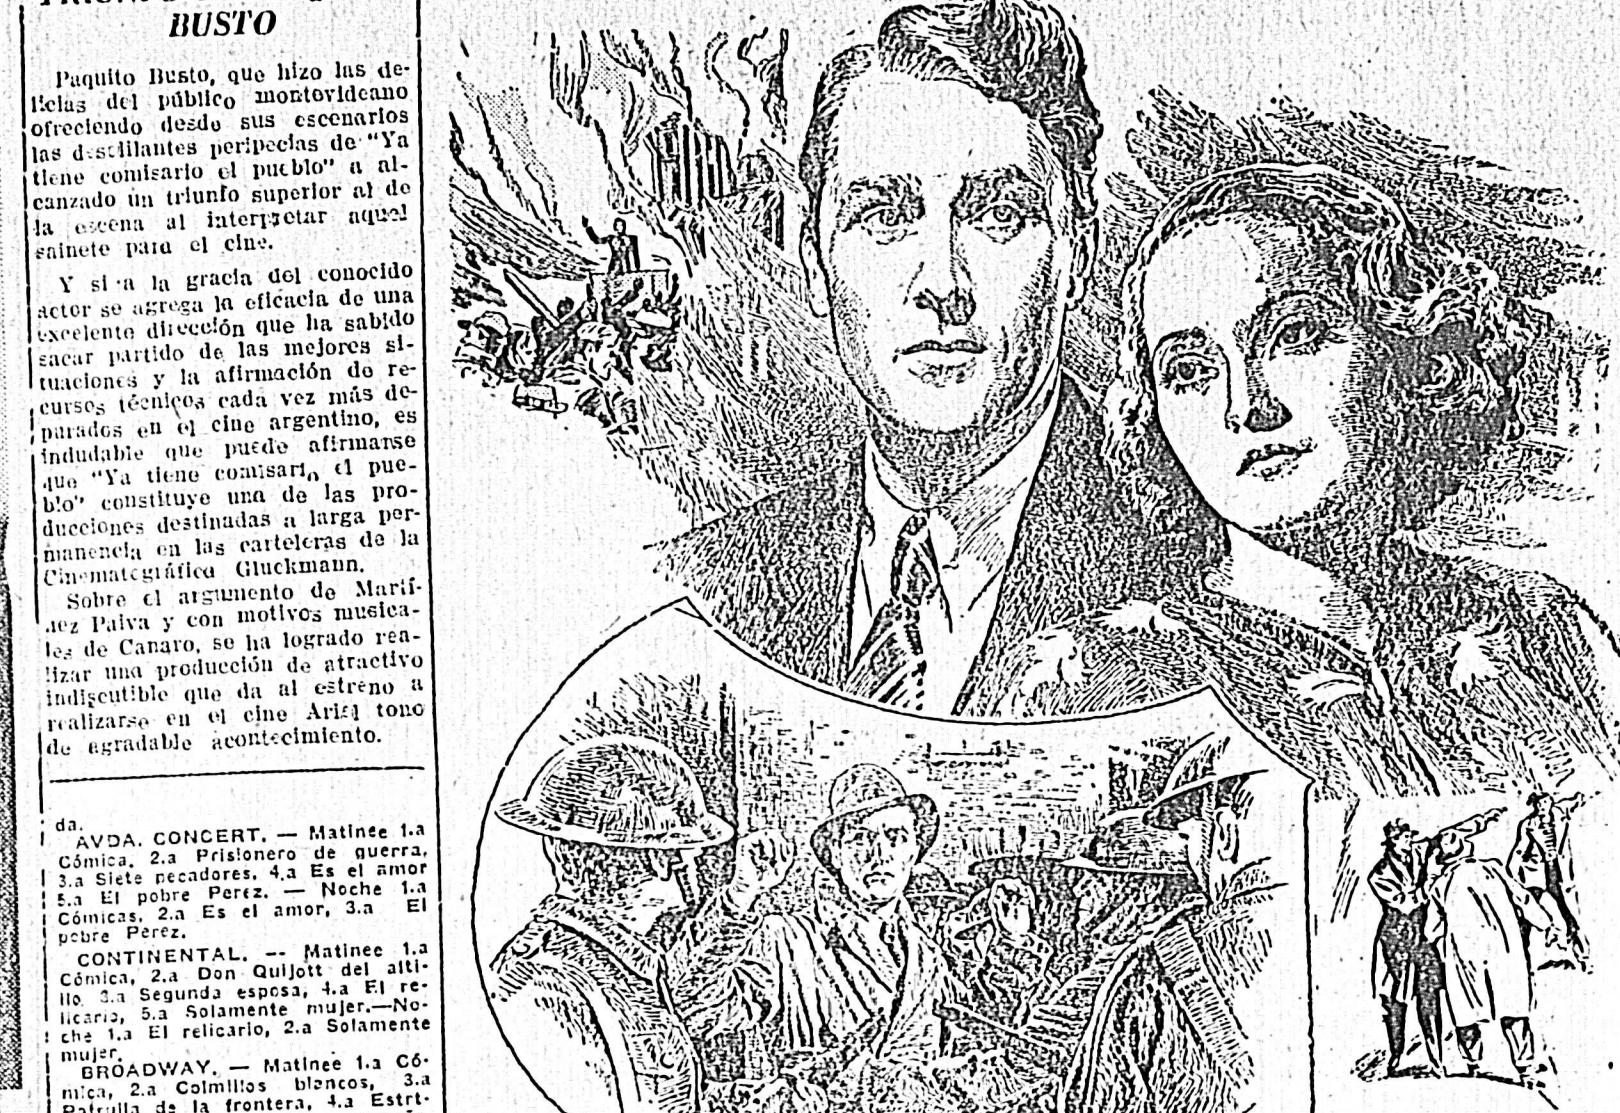 BUSTO
Paquito Busto, que hizo las de-
licias del público montevideano
ofreciendo desde sus escenarios
las peripecias de "Ya
tiene comisario el pueblo" a al-
canzado un triunfo superior al de
la escena al interpretar aquel
sainete para el cine.
Y si a la gracia del conocido
actor se agrega la eficacia de una
excelente dirección que ha sabido
sacar partido de las mejores si-
tuaciones y la afirmación de re-
cursos técnicos cada vez más de-
purados en el cine argentino, es
indudable que puede afirmarse
que "Ya tiene comisario el pue-
blo" constituye una de las pro-
ducciones destinadas a larga per-
manencia en las carteleras de la
Cinematográfica Gluckmann.
Sobre el argumento de Martí-
nez Paiva y con motivos musica-
les de Canaro, se ha logrado rea-
lizar una producción de atractivo
indiscutible que da al estreno a
realizarse en el cine Ariel tono
de agradable acontecimiento.
da.
AVDA. CONCERT. — Matinee 1.a
Cómica, 2.a Prisionero de guerra,
3.a Siete pecadores, 4.a Es el amor
5.a El pobre Perez. — Noche 1.a
Cómicas, 2.a Es el amor, 3.a El
pobre Perez.
CONTINENTAL. -- Matinee 1.a
Cómica, 2.a Don Quijott del alti-
llo, 3.a Segunda esposa, 4.a El re-
licario, 5.a Solamente mujer.—No-
che 1.a El relicario, 2.a Solamente
mujer.
BROADWAY. — Matinee 1.a Có-
mica, 2.a Colmillos blancos, 3.a
Patrulla de la frontera, 4.a Estrt-